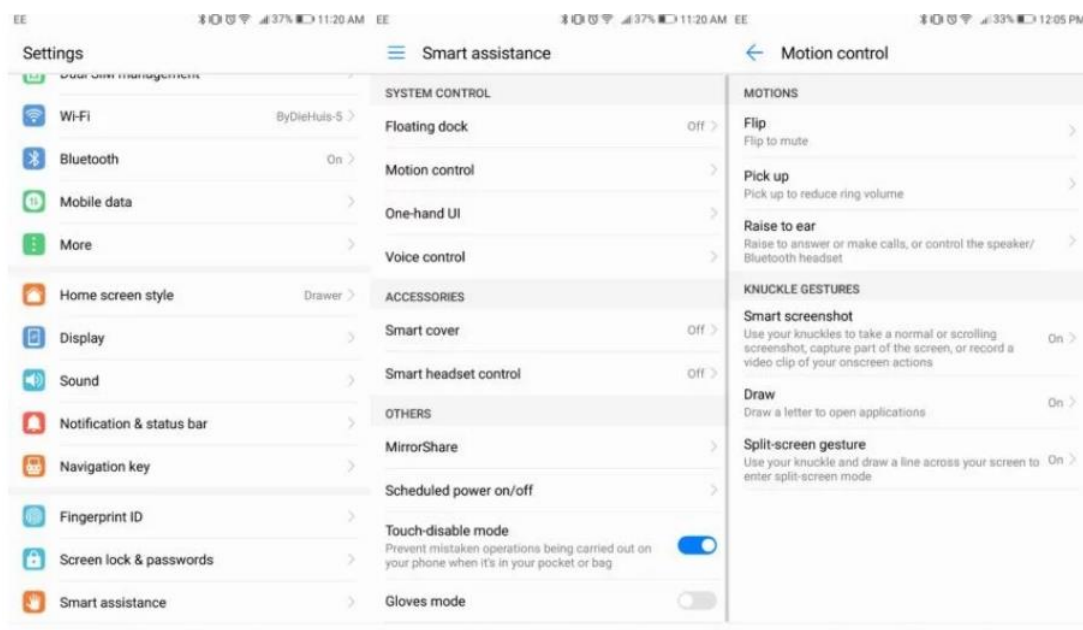 EE
37% 11:20 AM
Settings
Dual SIM management
Wi-Fi
ByDieHuis-5
Bluetooth
On
Mobile data
More
Home screen style
Drawer
Display
Sound
Notification & status bar
Navigation key
Fingerprint ID
Screen lock & passwords
Smart assistance
EE
37% 11:20 AM
Smart assistance
SYSTEM CONTROL
Floating dock
Off
Motion control
One-hand UI
Voice control
ACCESSORIES
Smart cover
Off
Smart headset control
Off
OTHERS
MirrorShare
Scheduled power on/off
Touch-disable mode
Prevent mistaken operations being carried out on
your phone when it's in your pocket or bag
Gloves mode
EE
33% 12:05 PM
Motion control
MOTIONS
Flip
Flip to mute
Pick up
Pick up to reduce ring volume
Raise to ear
Raise to answer or make calls, or control the speaker/
Bluetooth headset
KNUCKLE GESTURES
Smart screenshot
Use your knuckles to take a normal or scrolling
screenshot, capture part of the screen, or record a
video clip of your onscreen actions
On
Draw
Draw a letter to open applications
On
Split-screen gesture
Use your knuckle and draw a line across your screen to
enter split-screen mode
On